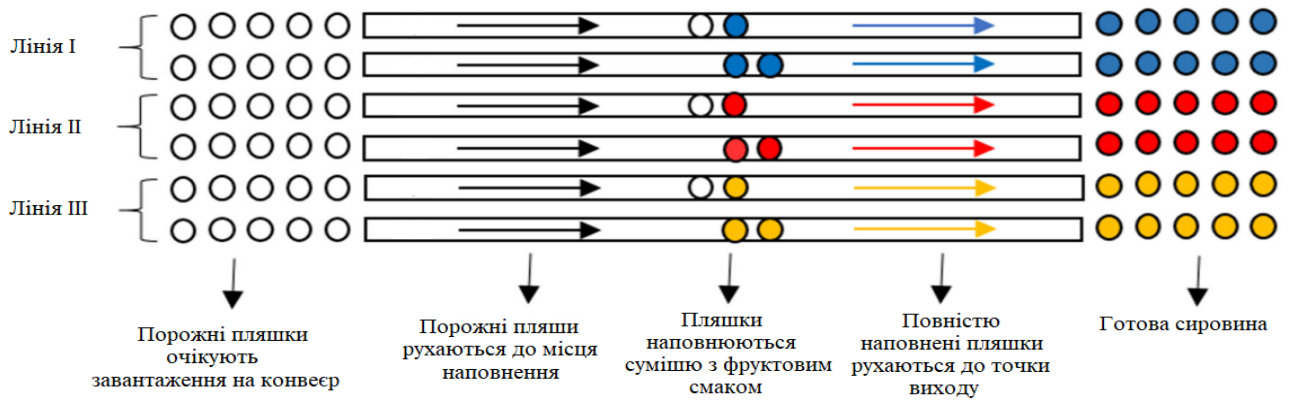 Лінія I
Лінія II
Лінія III
Порожні пляшки
очікують
завантаження на конвеєр
Порожні пляши
рухаються до місця
наповнення
Пляшки
наповнюються
сумішю з фруктовим
смаком
Повністю
наповнені пляшки
рухаються до точки
виходу
Готова сировина